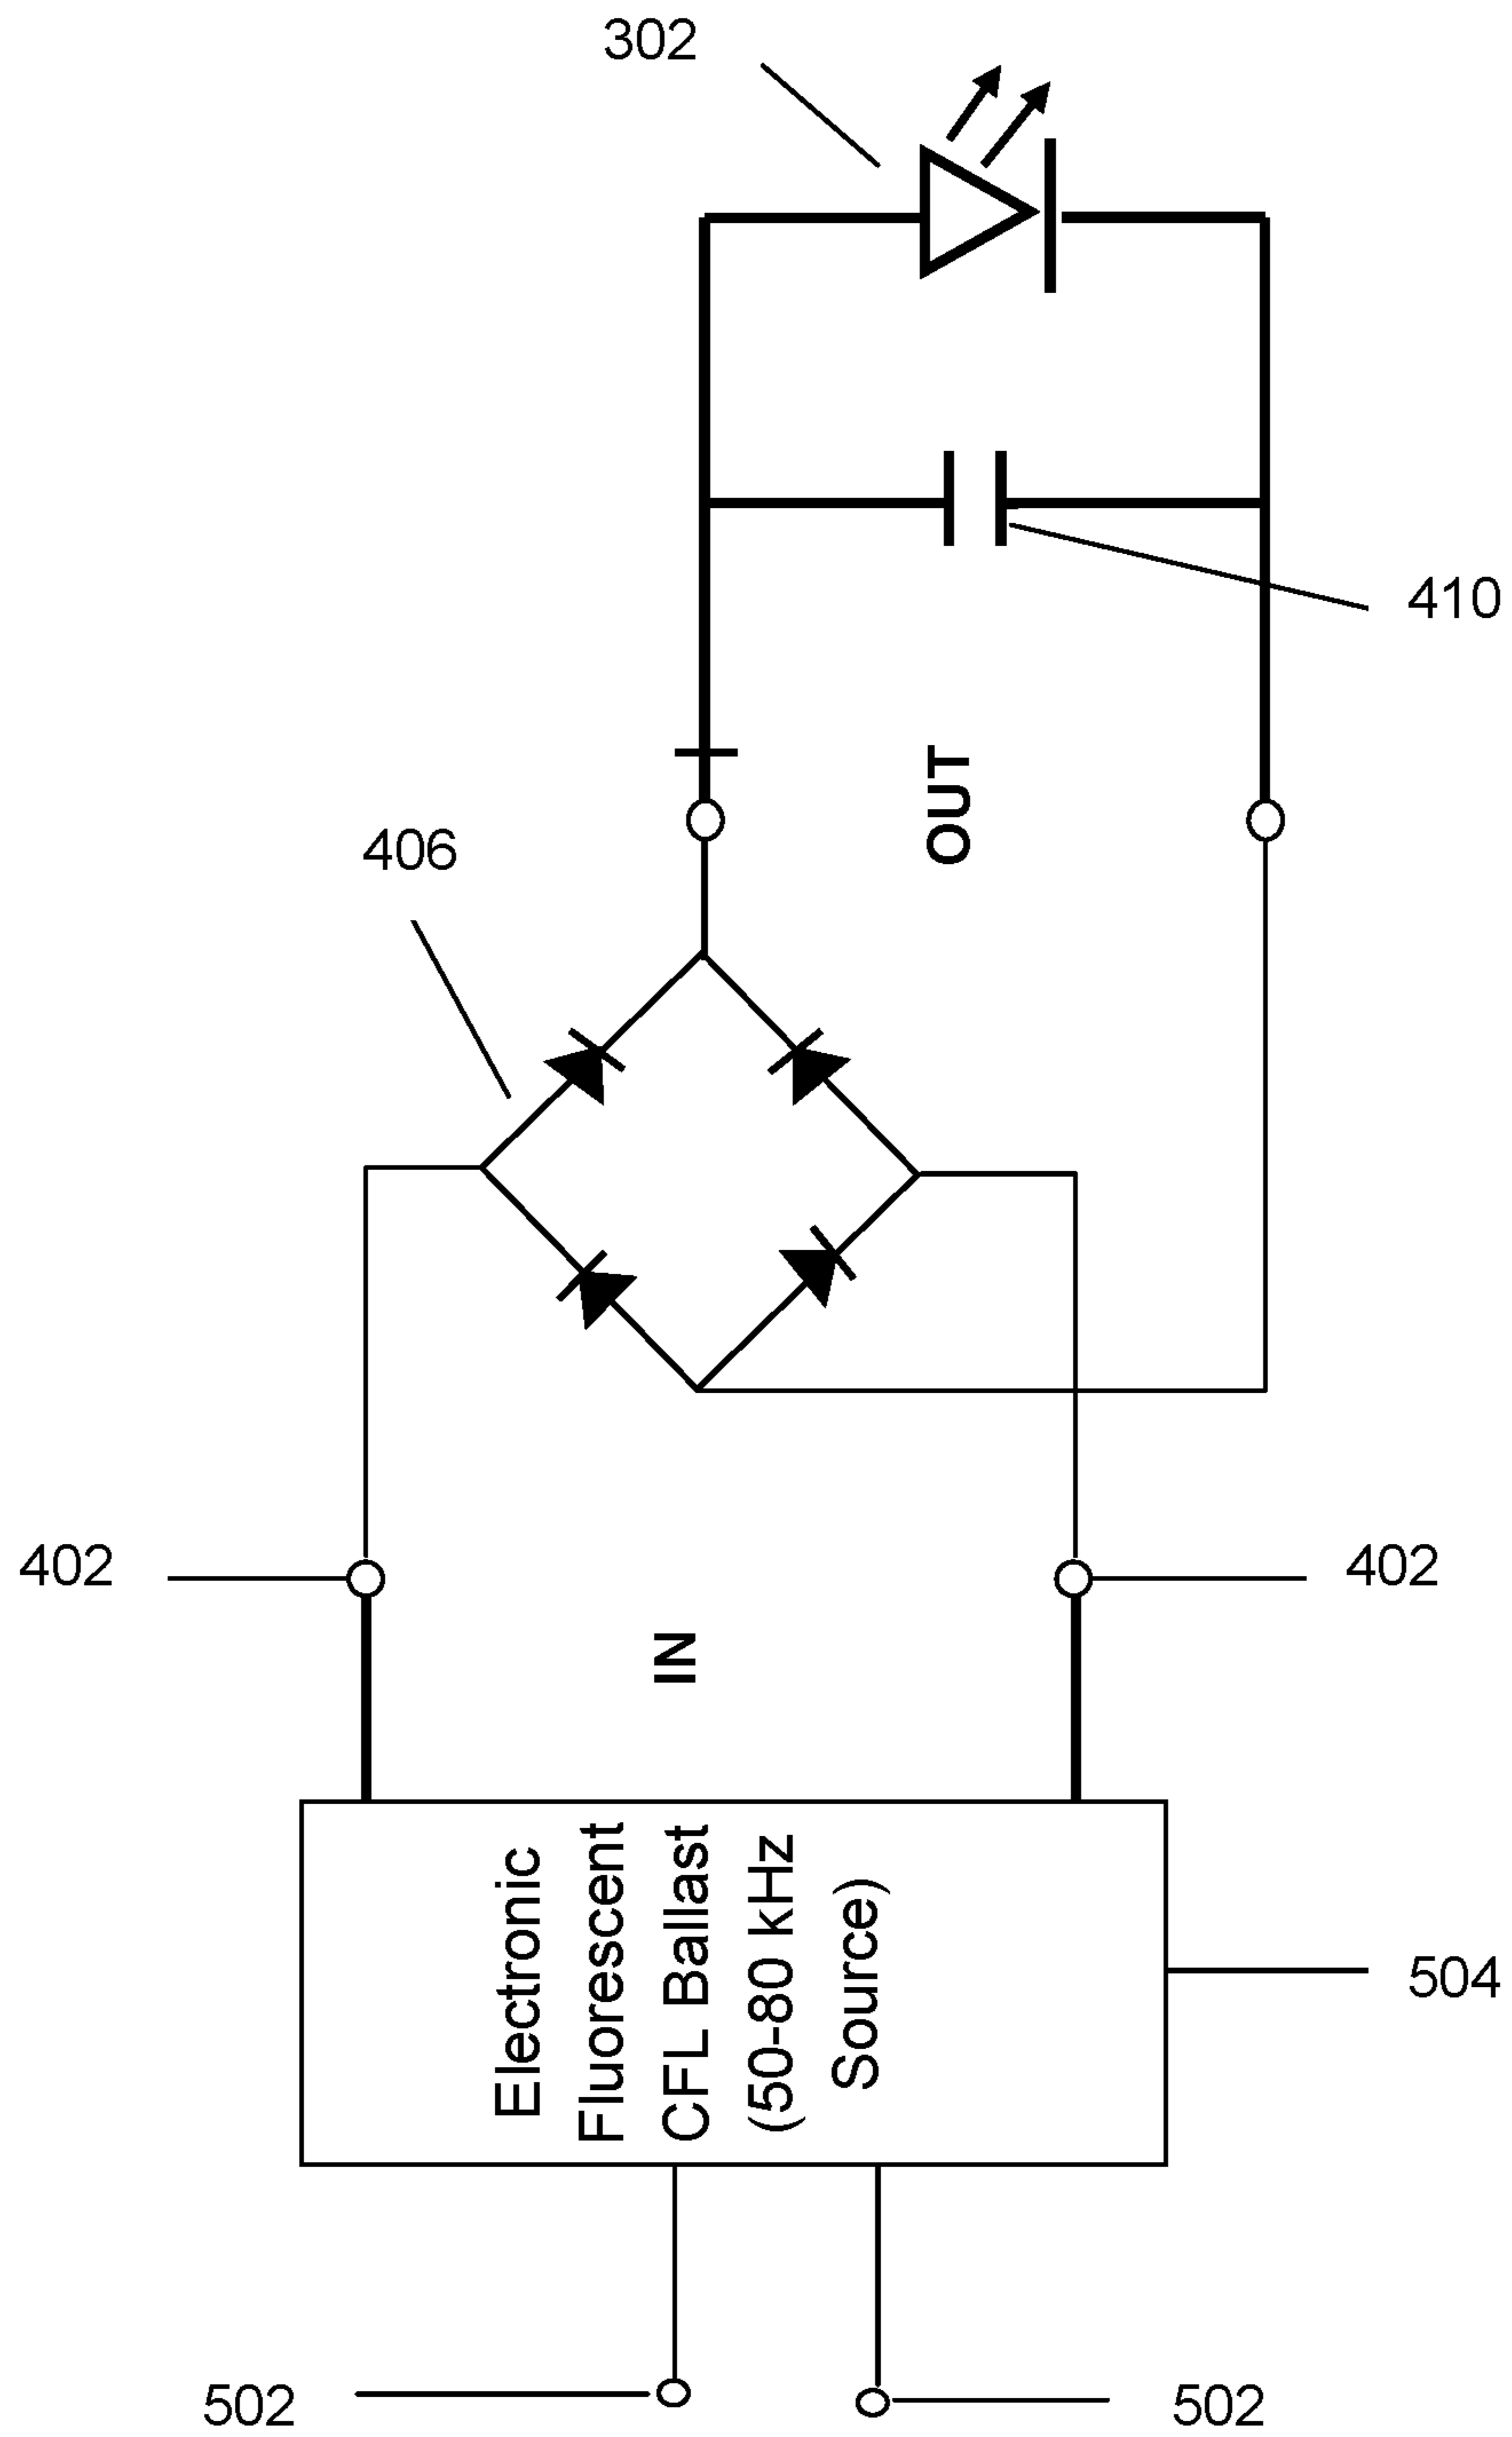 302
410
OUT
406
402
402
IN
Electronic
Fluorescent
CFL Ballast
(50-80 kHz
Source)
504
502
502